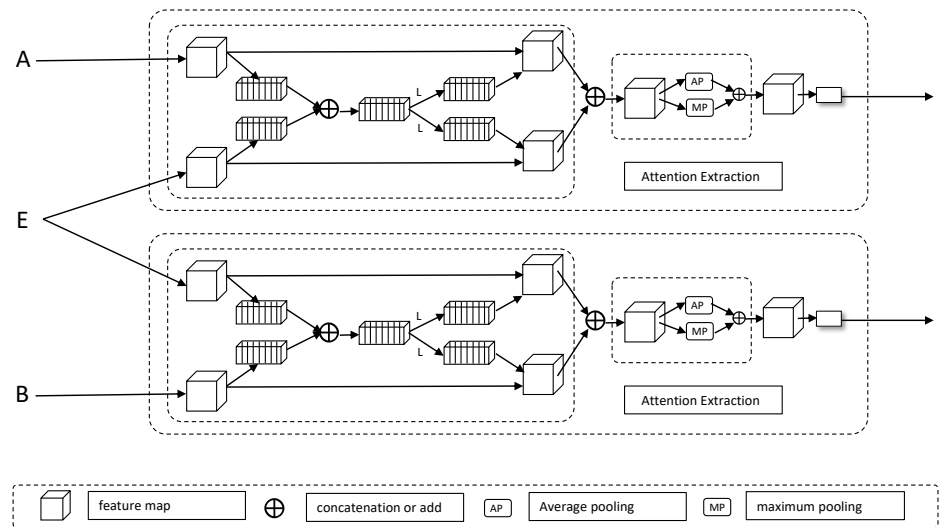 A
L
L
AP
MP
Attention Extraction
E
L
L
AP
MP
Attention Extraction
B
feature map
concatenation or add
AP
Average pooling
MP
maximum pooling